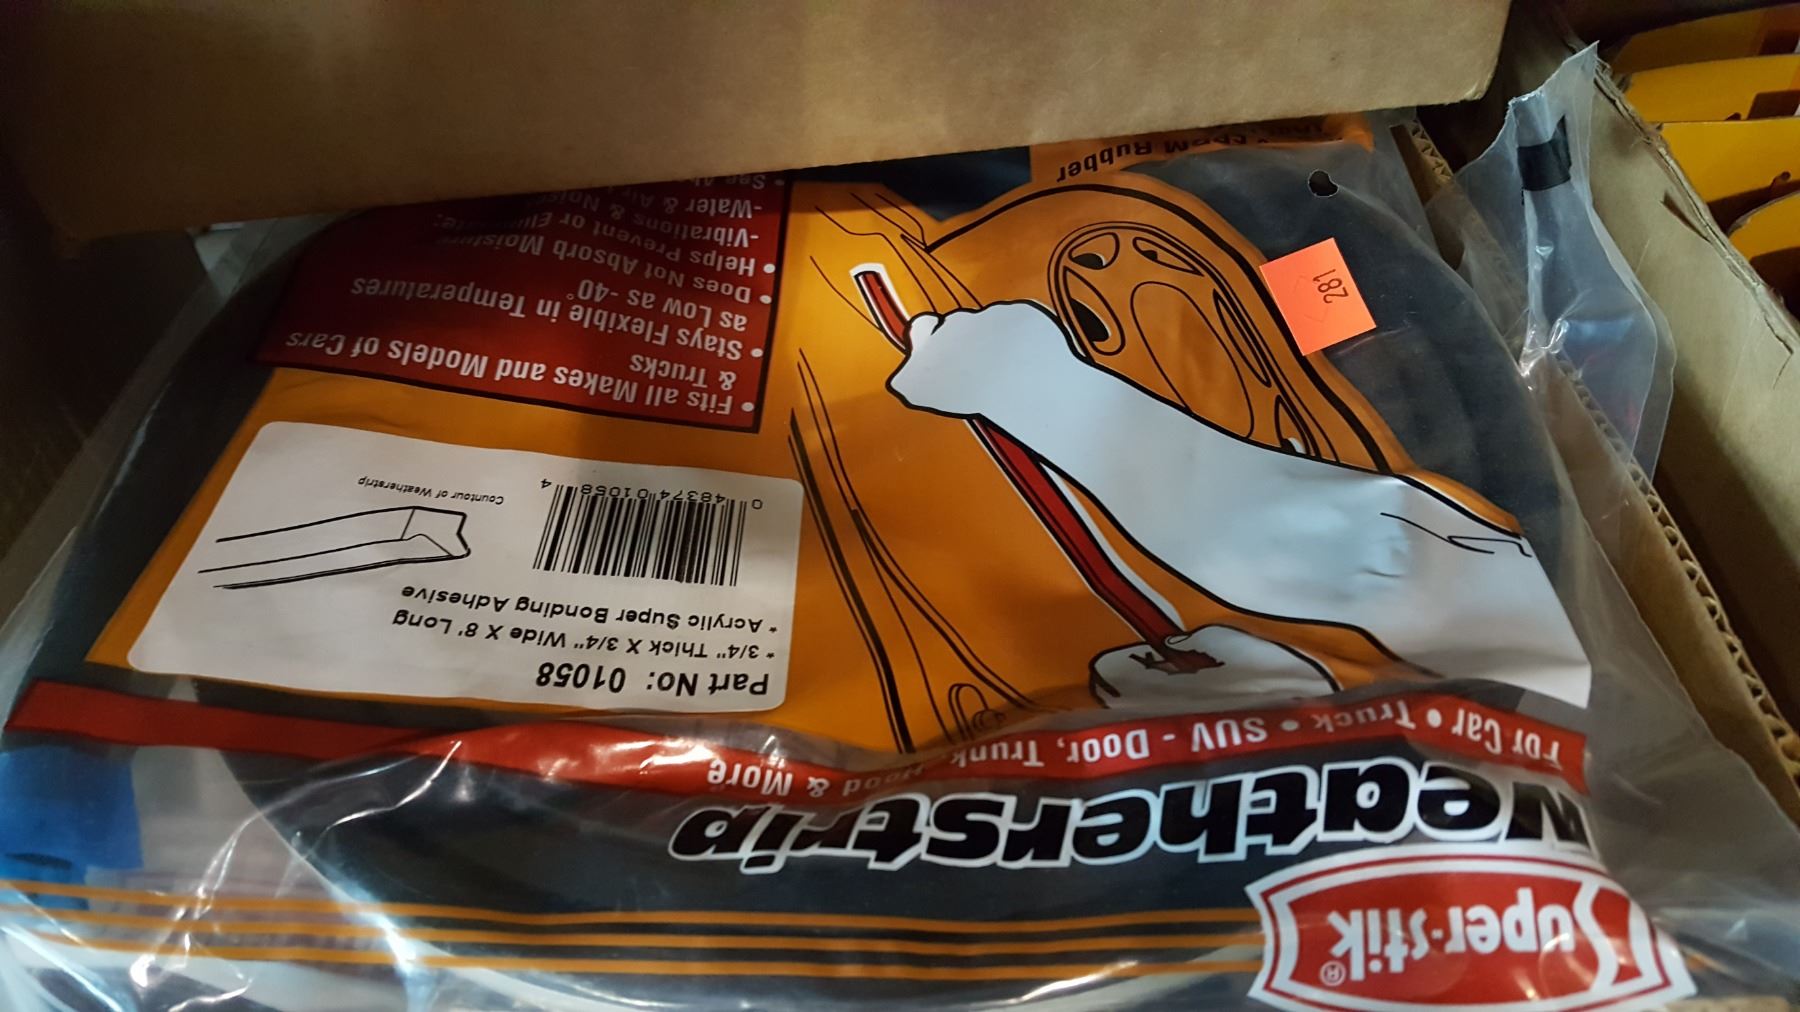 Super-stik®
Weatherstrip
For Car • Truck • SUV - Door, Trunk, Hood & More
Part No: 01058
* 3/4" Thick X 3/4" Wide X 8' Long
* Acrylic Super Bonding Adhesive
0 48374 01058 4
Countour of Weatherstrip
• Fits all Makes and Models of Cars
& Trucks
• Stays Flexible in Temperatures
as Low as -40°
• Does Not Absorb Moisture
• Helps Prevent or Eliminate:
-Vibrations & Noise
-Water & Air
• See
Rubber
281